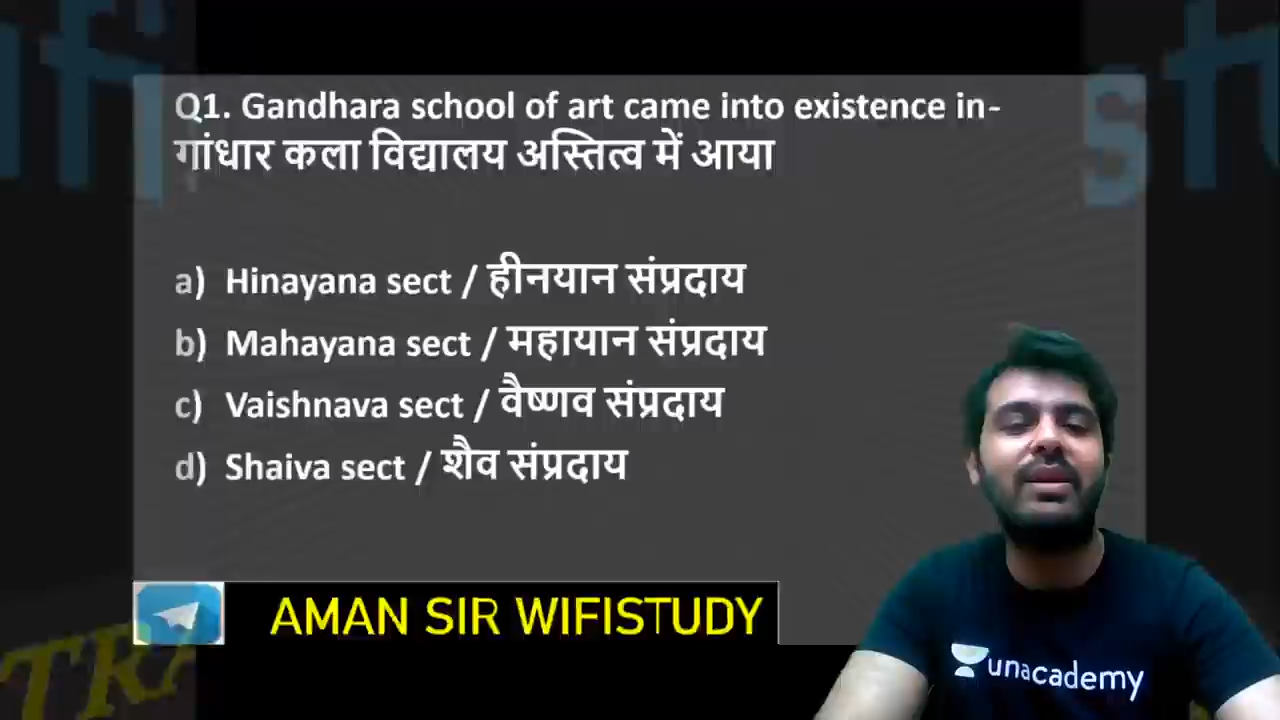 Q1. Gandhara school of art came into existence in-
गांधार कला विद्यालय अस्तित्व में आया
a) Hinayana sect / हीनयान संप्रदाय
b) Mahayana sect / महायान संप्रदाय
c) Vaishnava sect / वैष्णव संप्रदाय
d) Shaiva sect / शैव संप्रदाय
AMAN SIR WIFISTUDY
unacademy